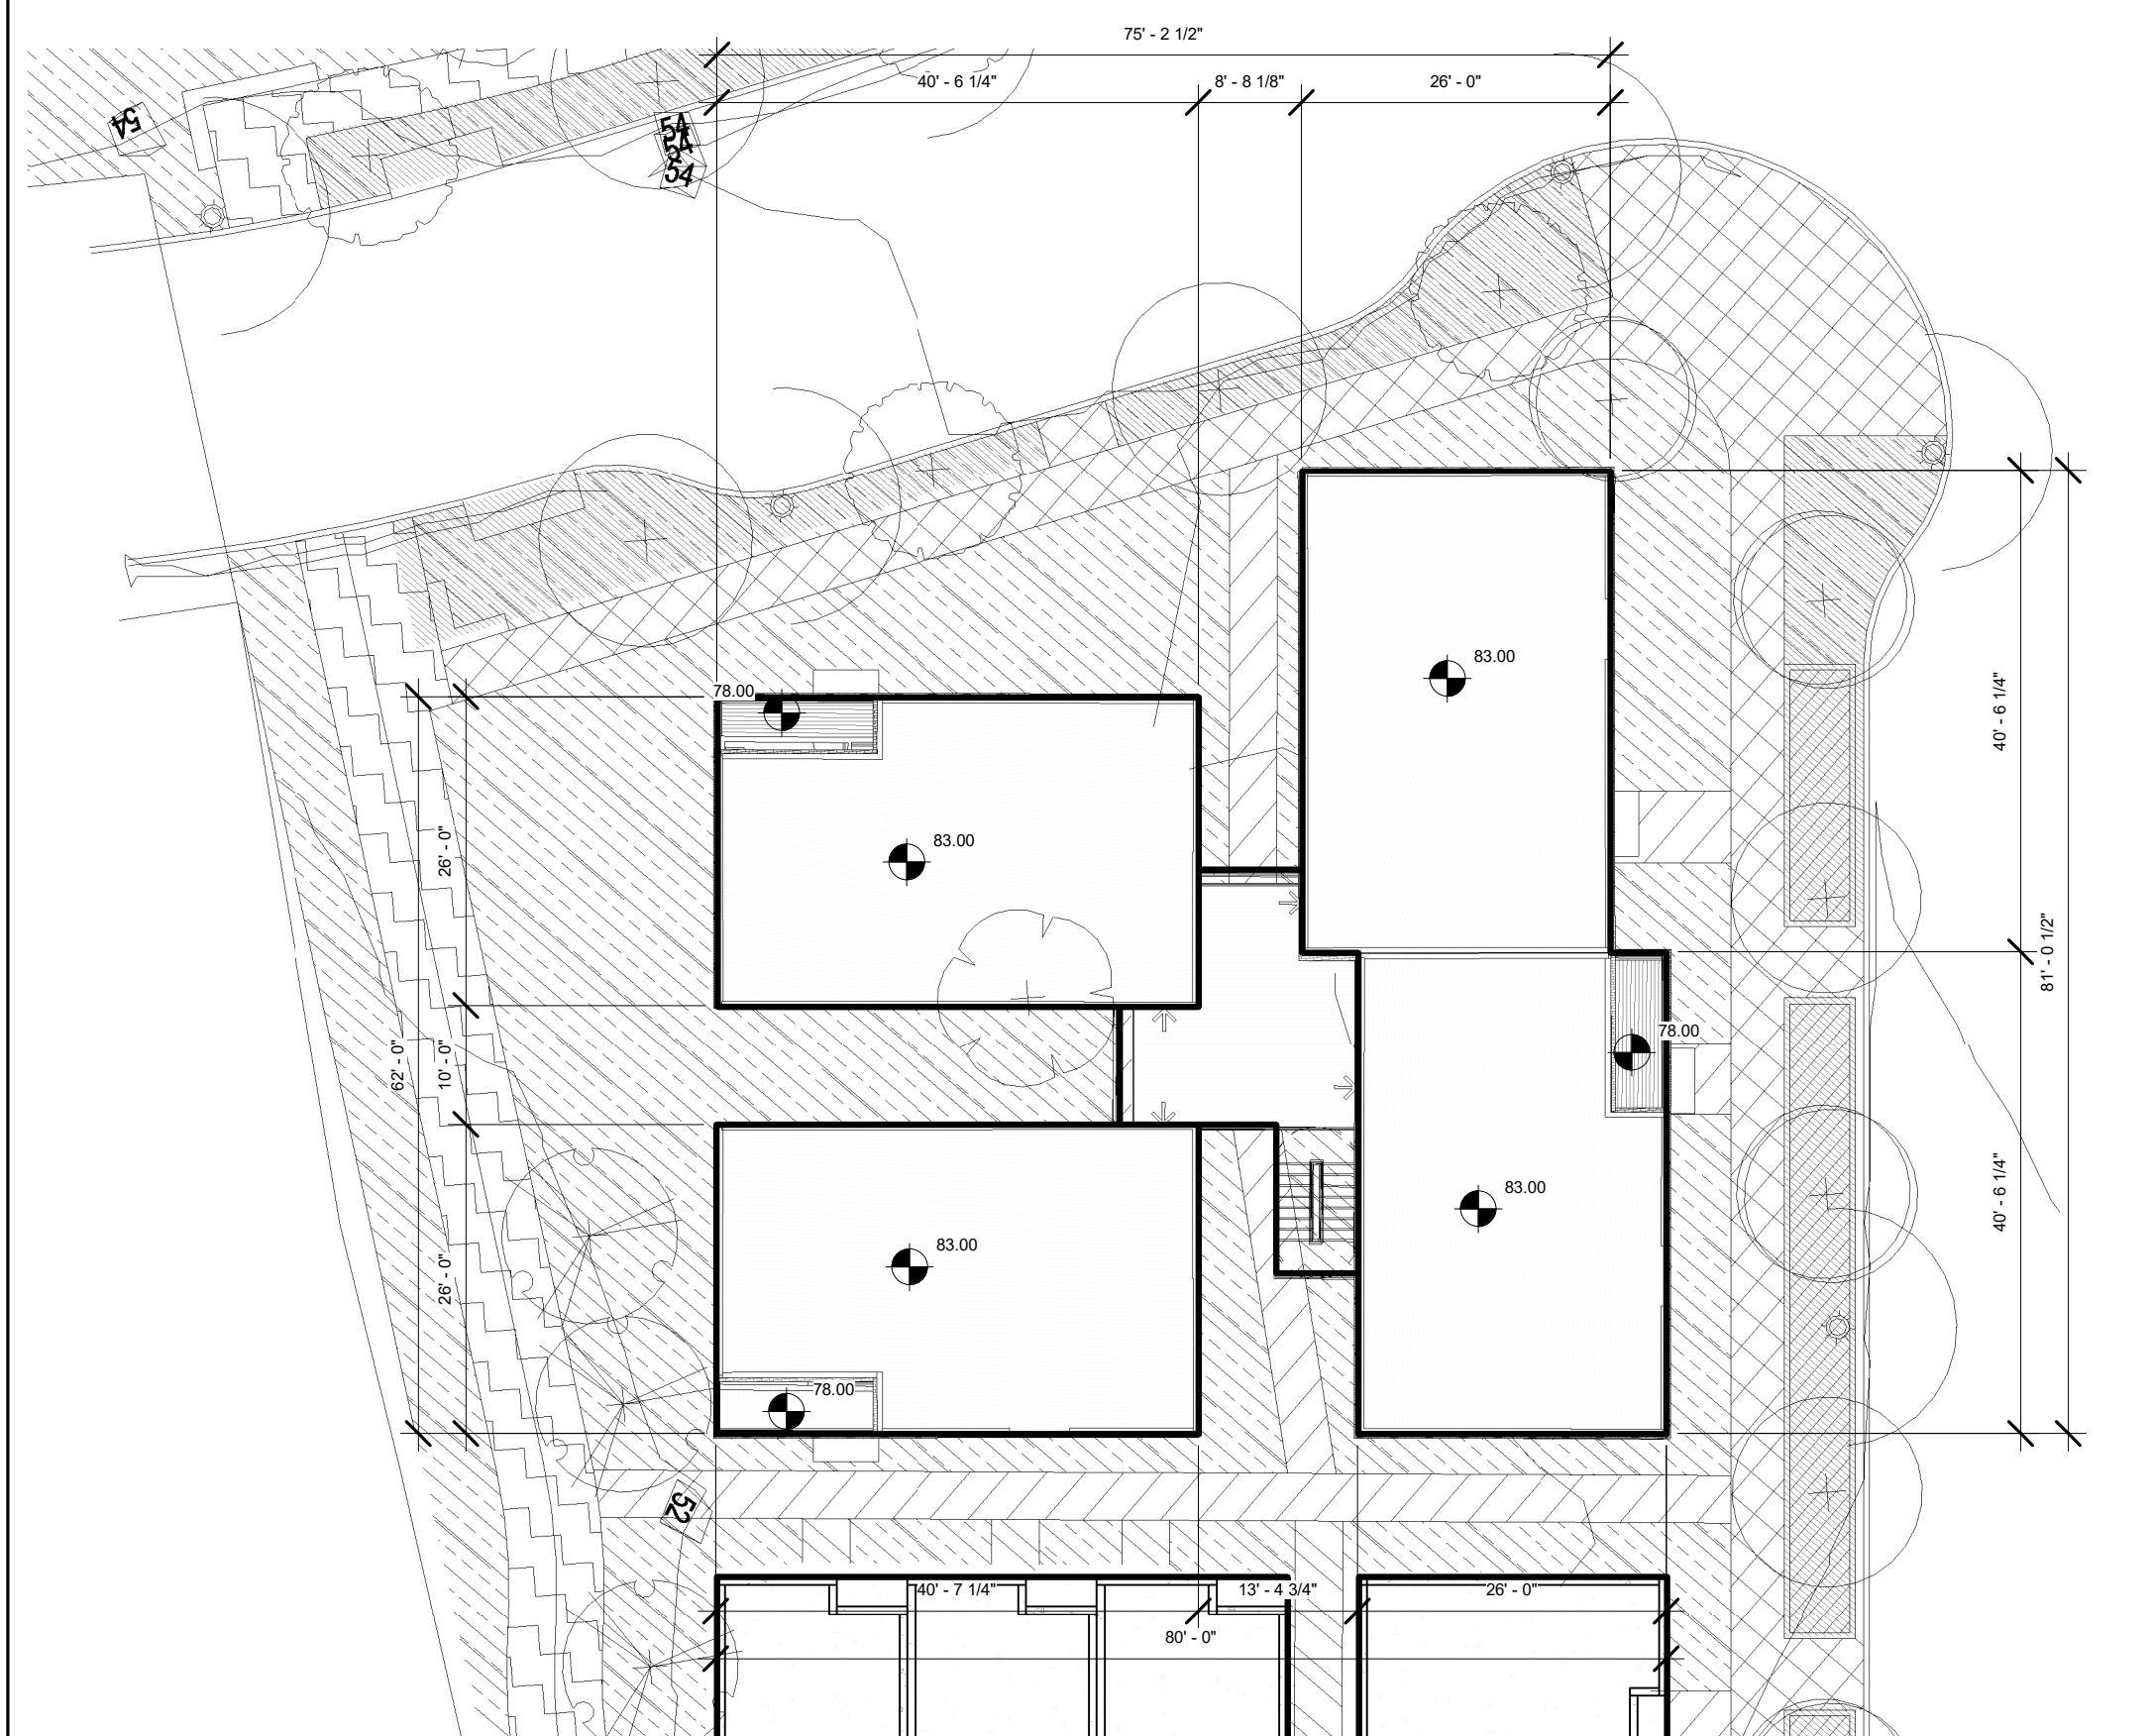 75' - 2 1/2"
40' - 6 1/4"
8' - 8 1/8"
26' - 0"
54
54
54
54
83.00
78.00
40' - 6 1/4"
83.00
26' - 0"
81' - 0 1/2"
78.00
62' - 0"
10' - 0"
83.00
40' - 6 1/4"
83.00
26' - 0"
78.00
52
40' - 7 1/4"
13' - 4 3/4"
26' - 0"
80' - 0"